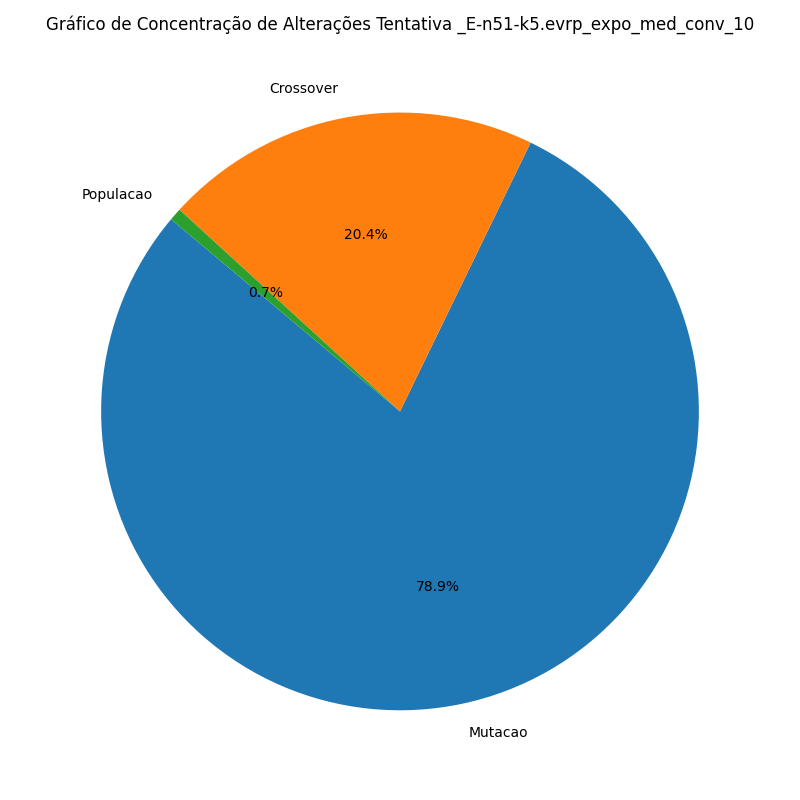 Gráfico de Concentração de Alterações Tentativa _E-n51-k5.evrp_expo_med_conv_10
Crossover
Populacao
20.4%
0.7%
78.9%
Mutacao